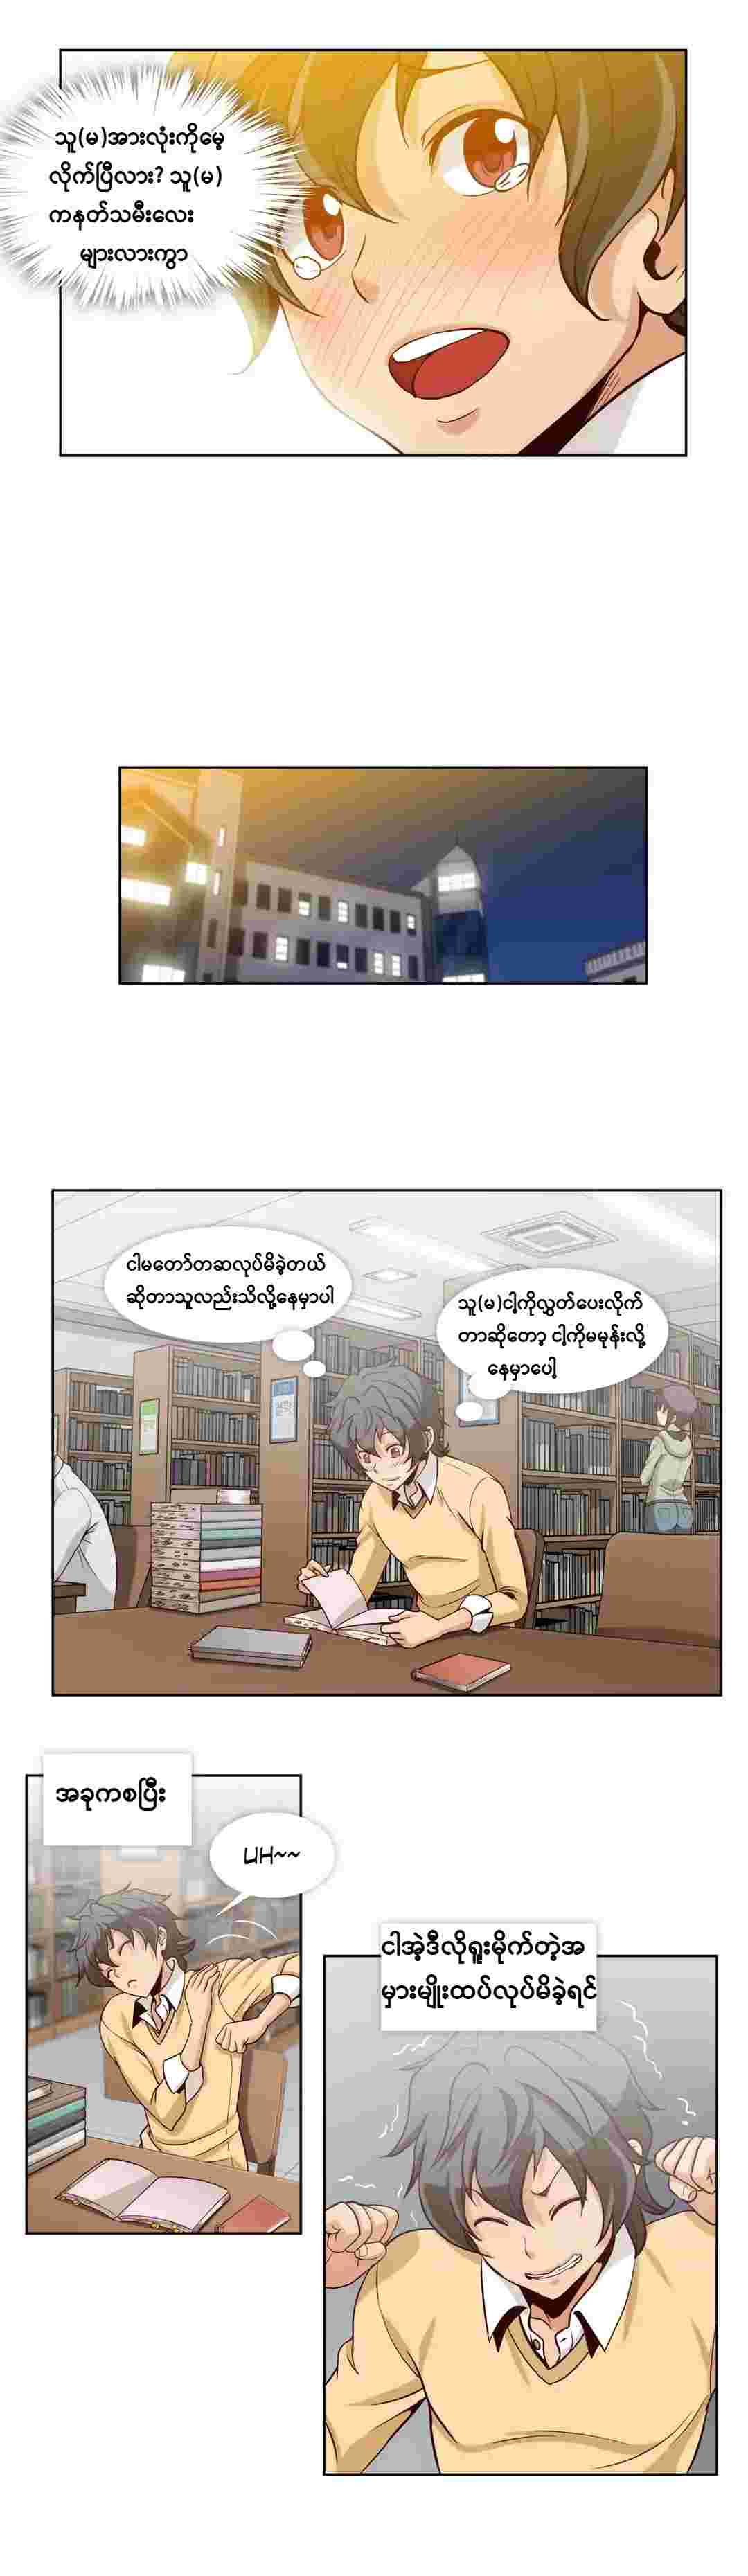 သူ(မ)အားလုံးကိုမေ့
လိုက်ပြီလား? သူ(မ)
ကနတ်သမီးလေး
များလားကွာ
ငါမတော်တဆလုပ်မိခဲ့တယ်
ဆိုတာသူလည်းသိလို့နေမှာပါ
သူ(မ)ငါ့ကိုလွှတ်ပေးလိုက်
တာဆိုတော့ ငါ့ကိုမမုန်းလို့
နေမှာပေါ့
အခုကစပြီး
UH~~
ငါအဲ့ဒီလိုရူးမိုက်တဲ့အ
မှားမျိုးထပ်လုပ်မိခဲ့ရင်